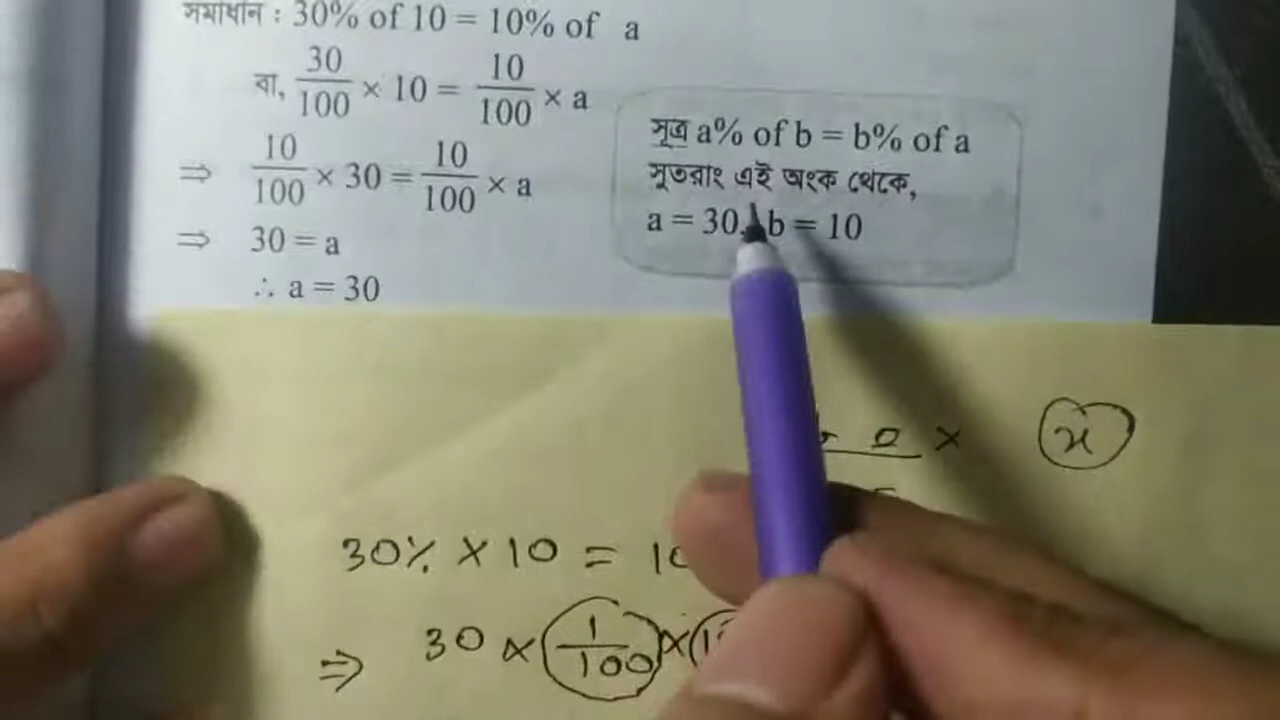 সমাধান : 30% of 10 = 10% of a
বা, 30/100 × 10 = 10/100 × a
⇒ 10/100 × 30 = 10/100 × a
⇒ 30 = a
∴ a = 30
সূত্র a% of b = b% of a
সুতরাং এই অংক থেকে,
a = 30, b = 10
× x
30% × 10 = 10
⇒ 30 × 1/100 ×